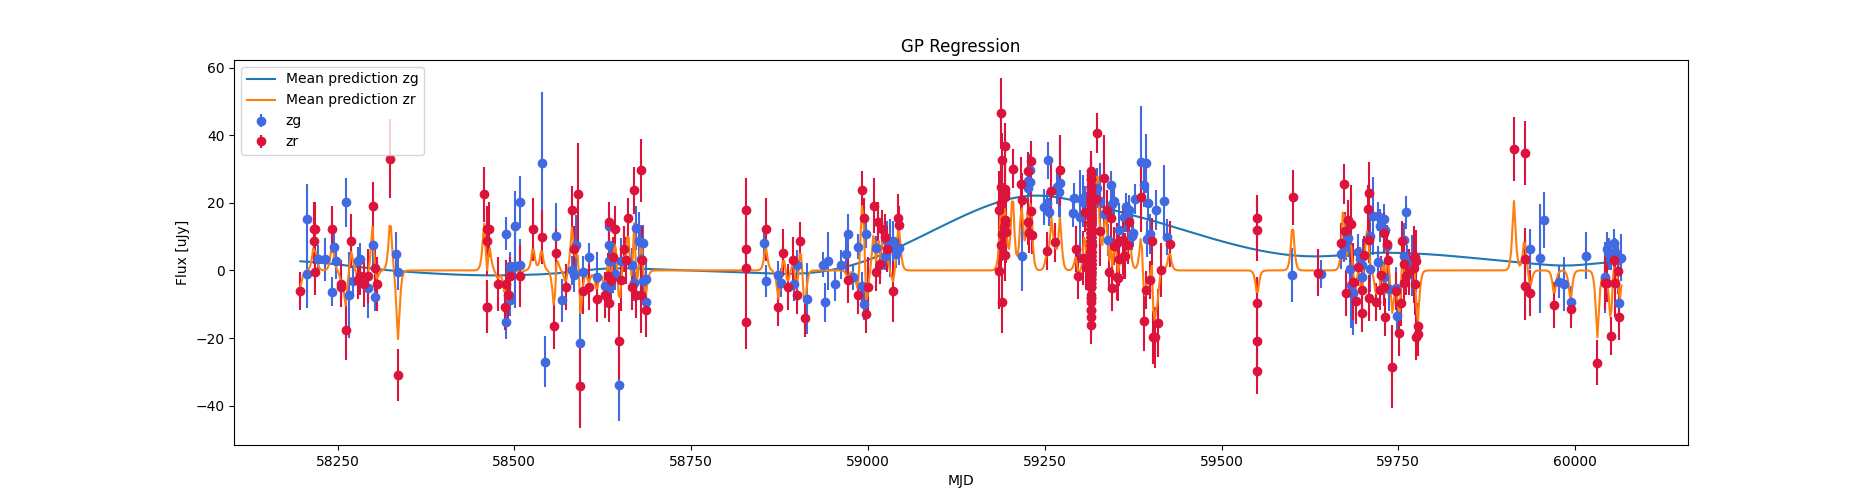 GP Regression
Mean prediction zg
Mean prediction zr
zg
zr
Flux [uJy]
60
40
20
0
−20
−40
58250 58500 58750 59000 59250 59500 59750 60000
MJD